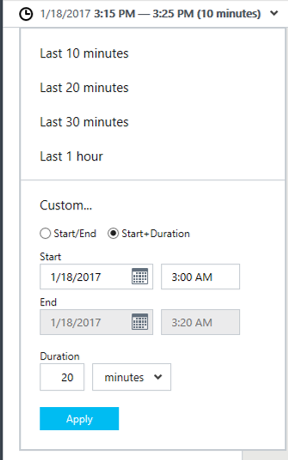 1/18/2017 3:15 PM — 3:25 PM (10 minutes)
Last 10 minutes
Last 20 minutes
Last 30 minutes
Last 1 hour
Custom...
Start/End Start+Duration
Start
1/18/2017 3:00 AM
End
1/18/2017 3:20 AM
Duration
20 minutes
Apply